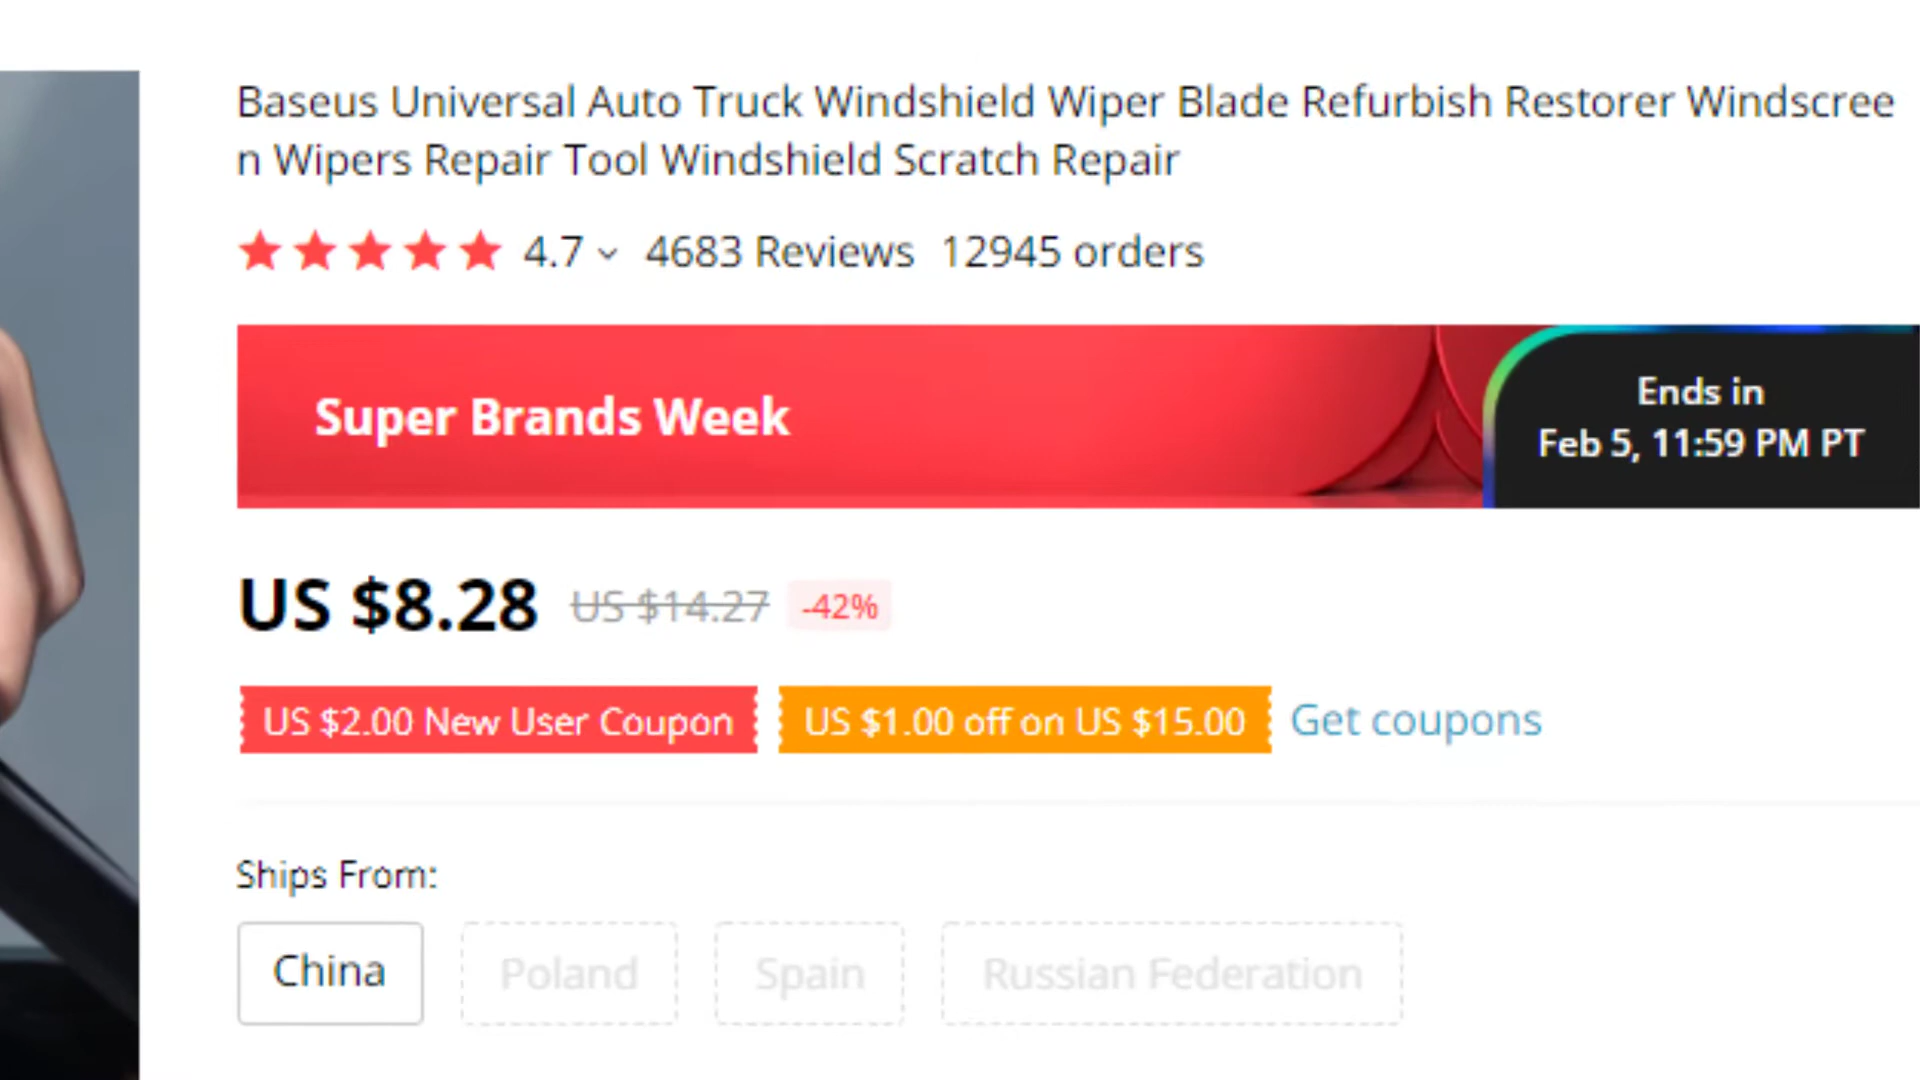 Baseus Universal Auto Truck Windshield Wiper Blade Refurbish Restorer Windscree
n Wipers Repair Tool Windshield Scratch Repair
4.7 4683 Reviews 12945 orders
Super Brands Week
Ends in
Feb 5, 11:59 PM PT
US $8.28 US $14.27 -42%
US $2.00 New User Coupon US $1.00 off on US $15.00 Get coupons
Ships From:
China Poland Spain Russian Federation